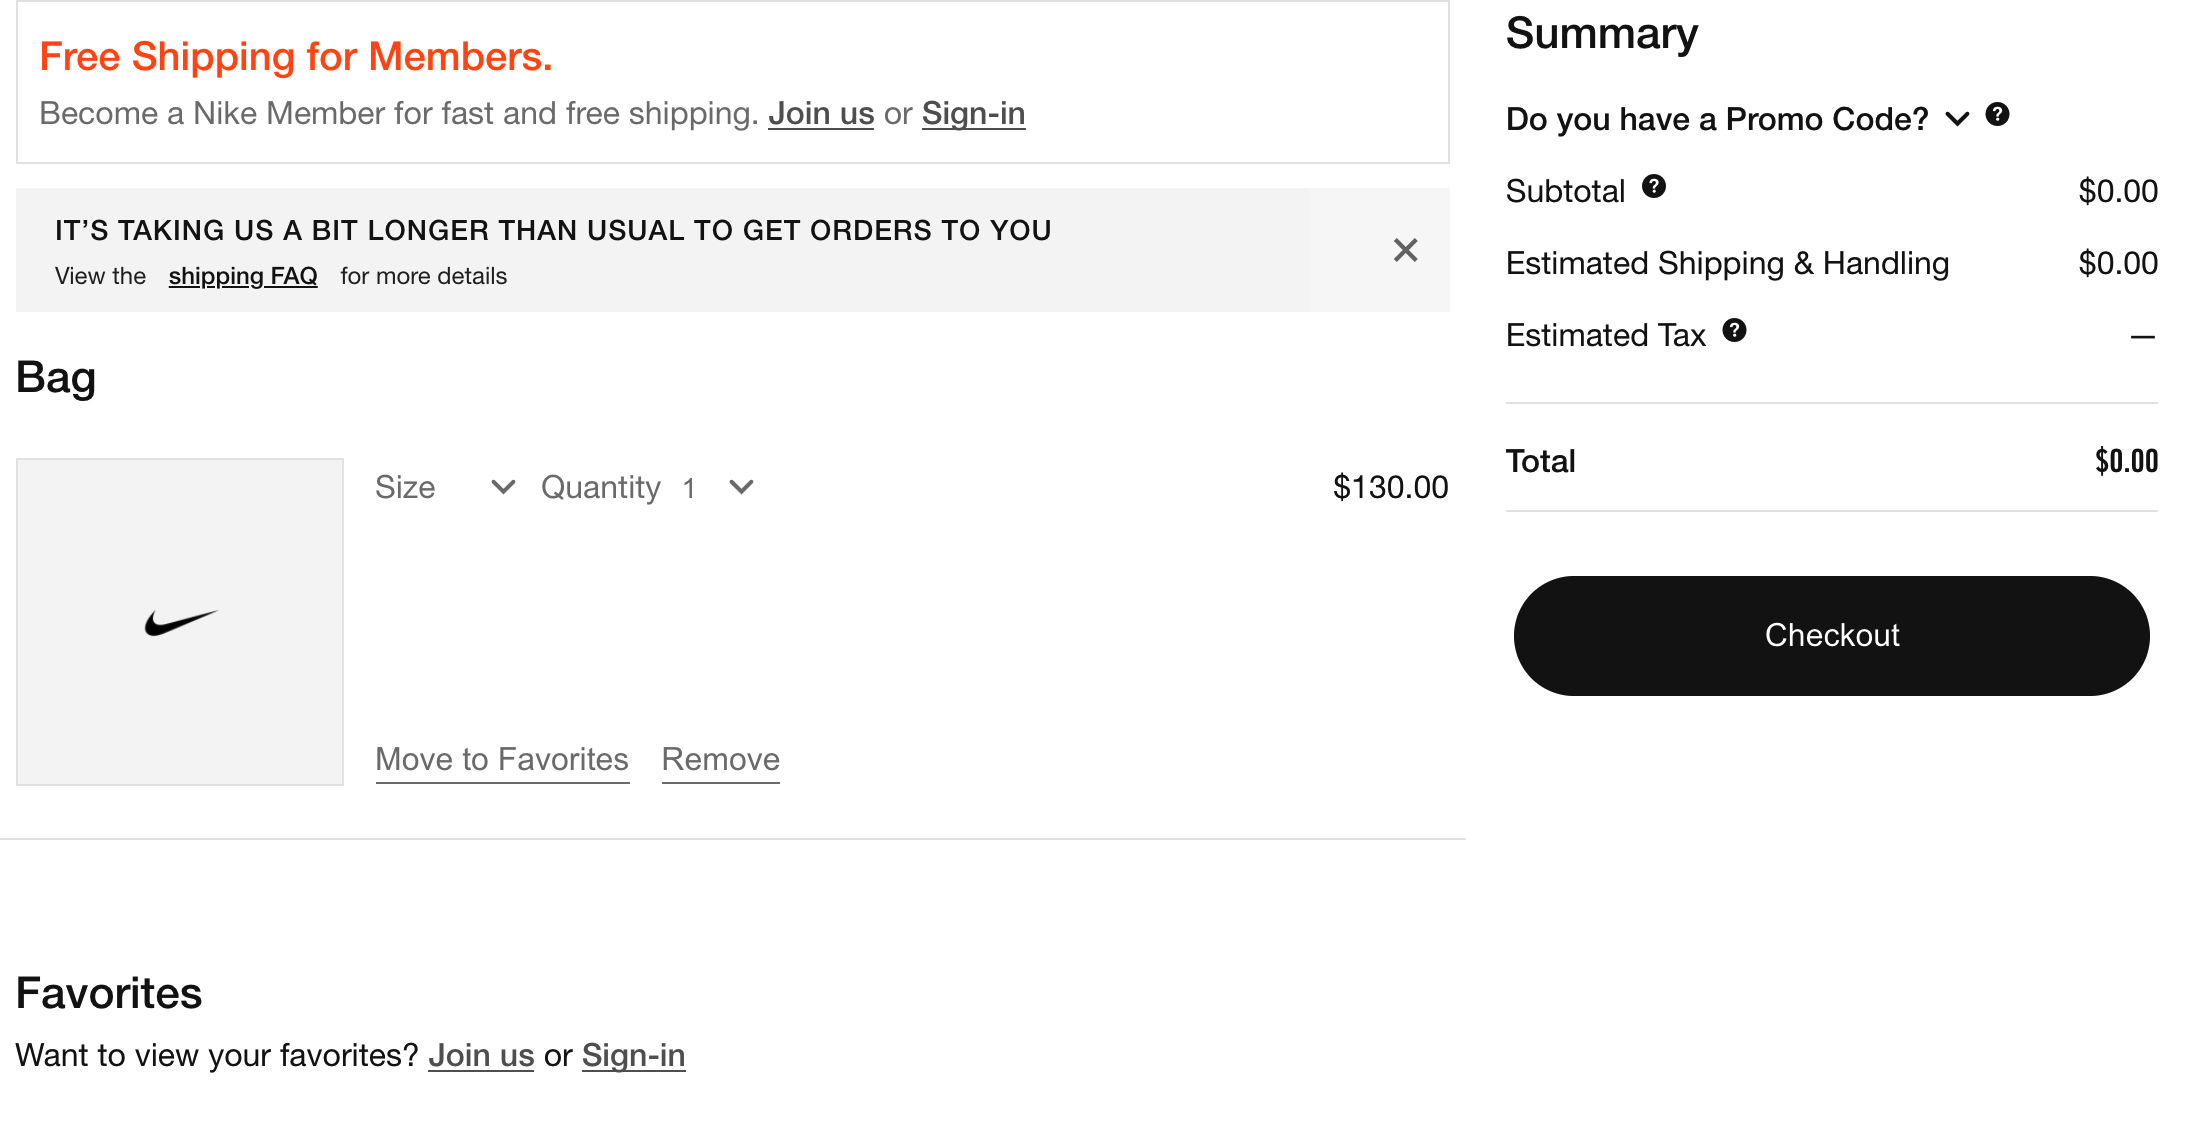 Free Shipping for Members.
Become a Nike Member for fast and free shipping. Join us or Sign-in
IT’S TAKING US A BIT LONGER THAN USUAL TO GET ORDERS TO YOU
View the shipping FAQ for more details
Bag
Size Quantity 1 $130.00
Move to Favorites Remove
Favorites
Want to view your favorites? Join us or Sign-in
Summary
Do you have a Promo Code? ?
Subtotal ? $0.00
Estimated Shipping & Handling $0.00
Estimated Tax ? —
Total $0.00
Checkout